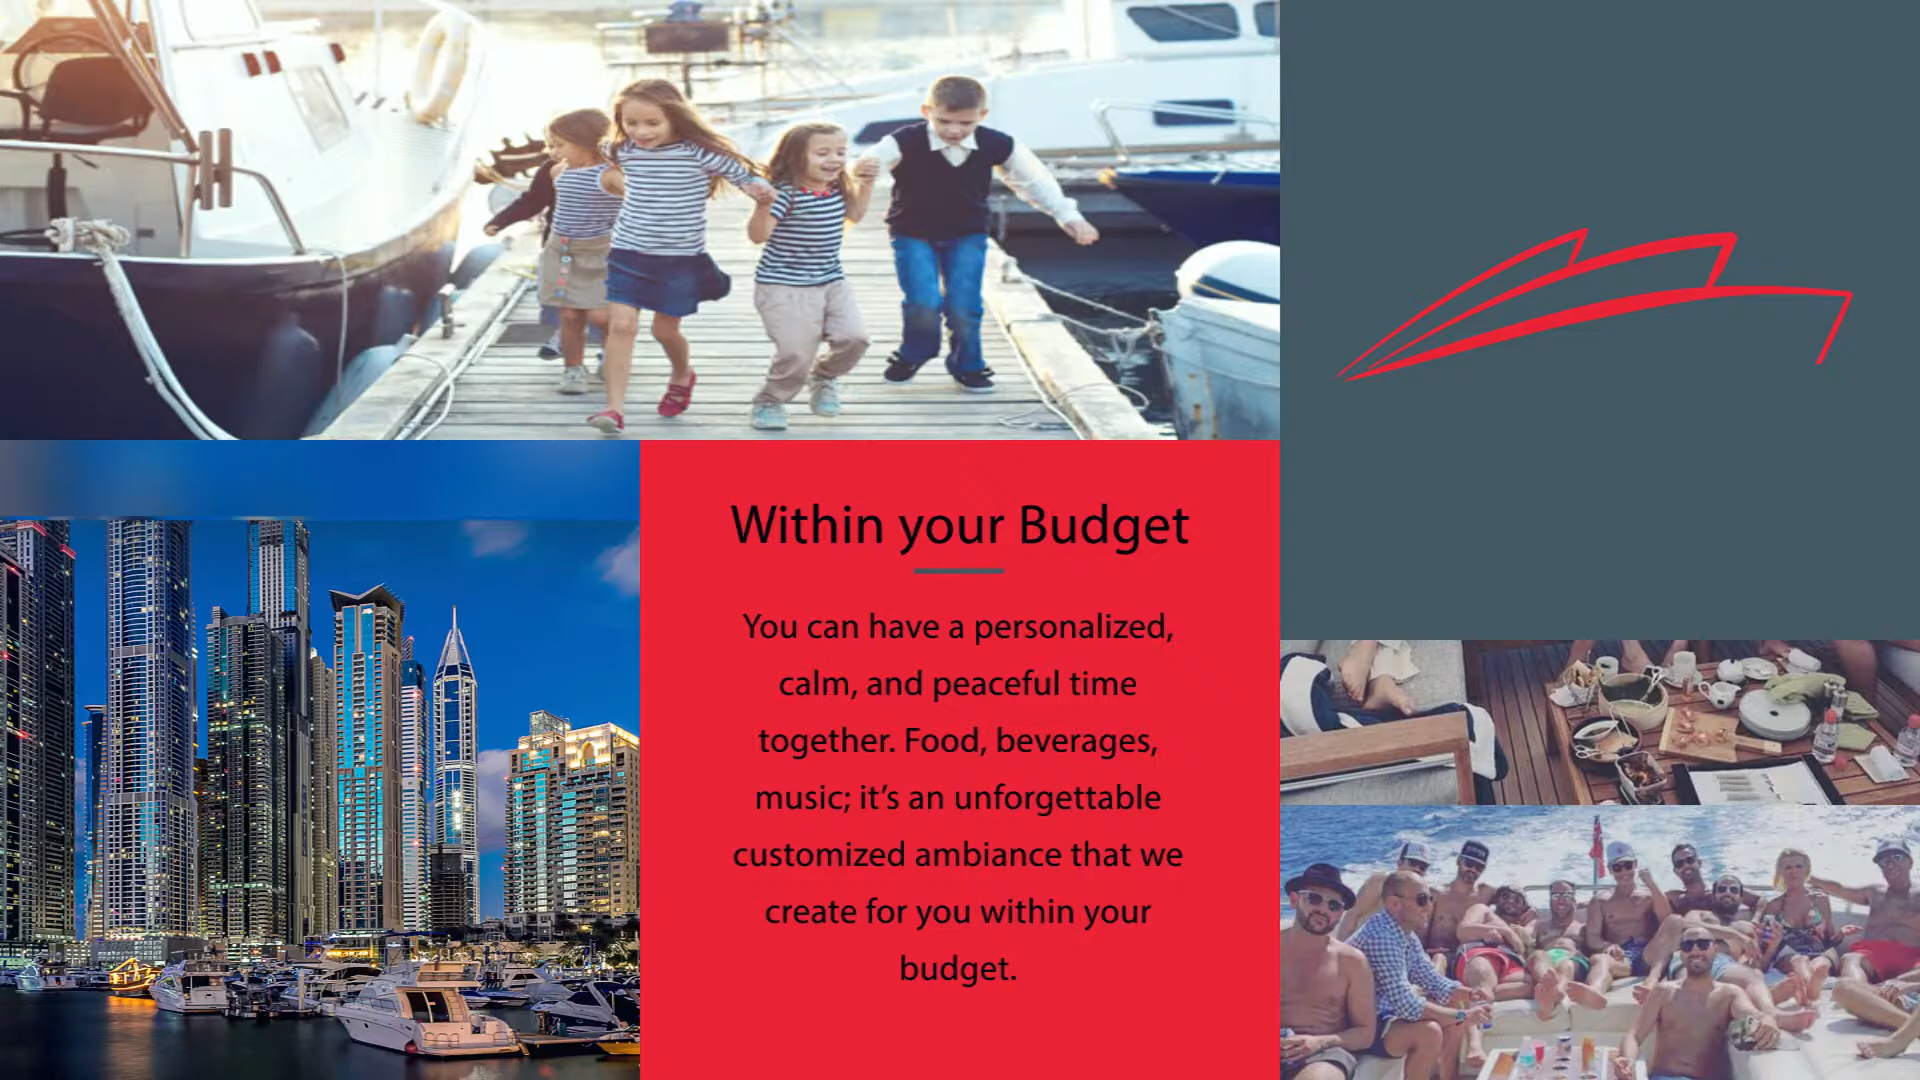 Within your Budget
You can have a personalized,
calm, and peaceful time
together. Food, beverages,
music; it’s an unforgettable
customized ambiance that we
create for you within your
budget.